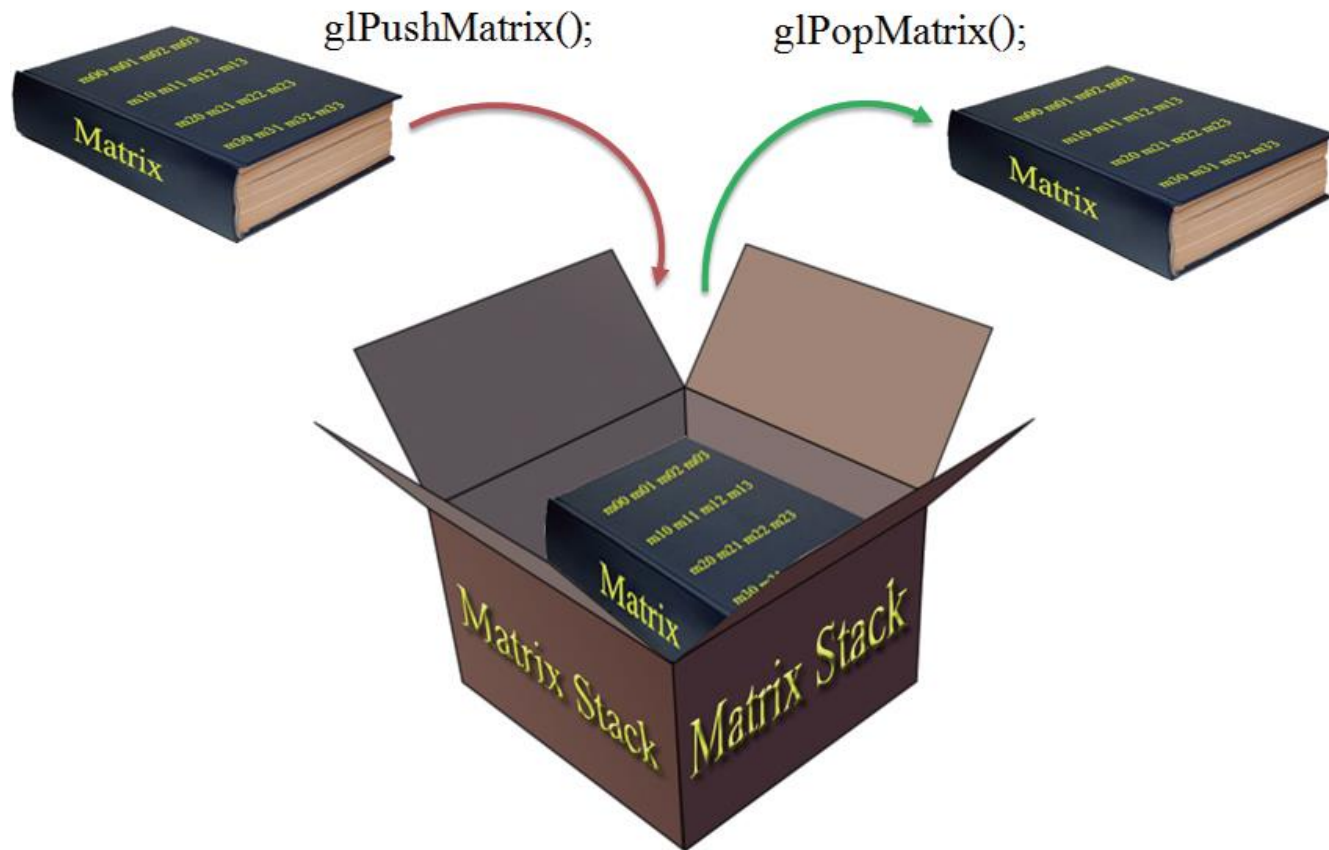 glPushMatrix();
glPopMatrix();
m00 m01 m02 m03
m10 m11 m12 m13
m20 m21 m22 m23
m30 m31 m32 m33
Matrix
m00 m01 m02 m03
m10 m11 m12 m13
m20 m21 m22 m23
m30 m31 m32 m33
Matrix
m00 m01 m02 m03
m10 m11 m12 m13
m20 m21 m22 m23
m30
Matrix
Matrix Stack
Matrix Stack